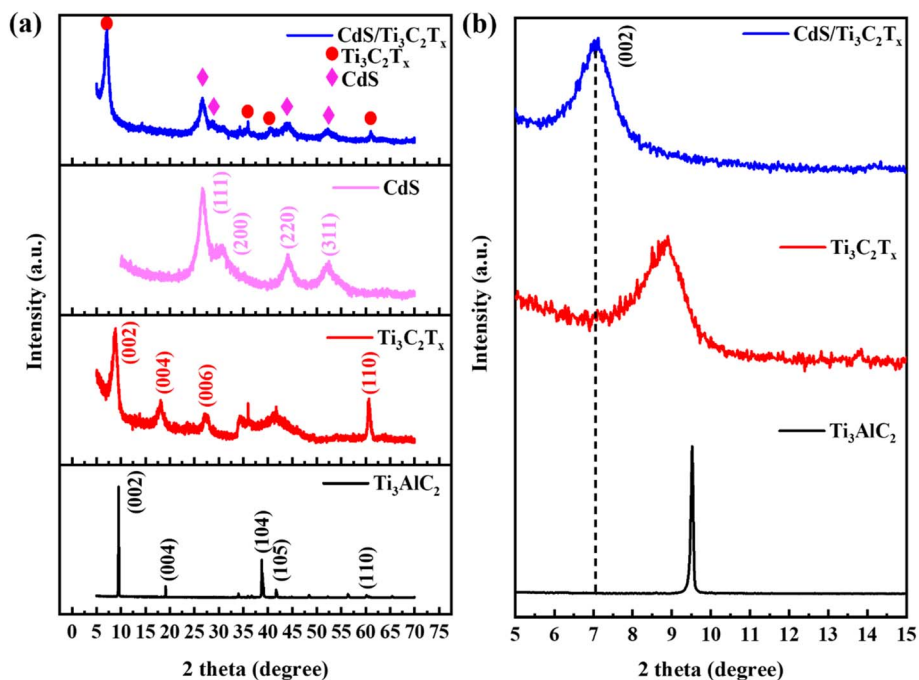 (a)
CdS/Ti₃C₂Tₓ
Ti₃C₂Tₓ
CdS
CdS
(111)
(200)
(220)
(311)
Ti₃C₂Tₓ
(002)
(004)
(006)
(110)
Ti₃AlC₂
(002)
(004)
(104)
(105)
(110)
Intensity (a.u.)
0 5 10 15 20 25 30 35 40 45 50 55 60 65 70 75
2 theta (degree)
(b)
CdS/Ti₃C₂Tₓ
(002)
Ti₃C₂Tₓ
Ti₃AlC₂
Intensity (a.u.)
5 6 7 8 9 10 11 12 13 14 15
2 theta (degree)